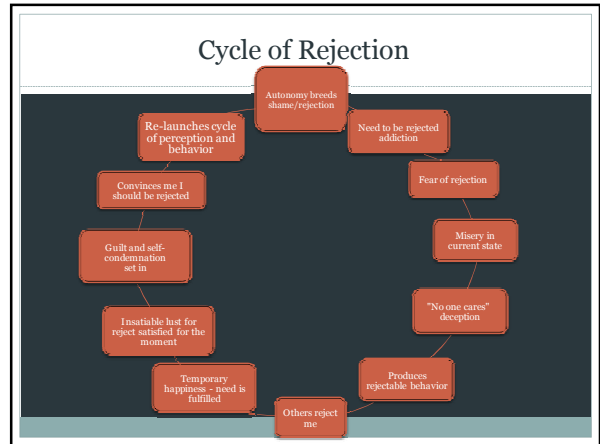 Cycle of Rejection
Autonomy breeds
shame/rejection
Need to be rejected
addiction
Fear of rejection
Misery in
current state
"No one cares"
deception
Produces
rejectable behavior
Others reject
me
Temporary
happiness - need is
fulfilled
Insatiable lust for
reject satisfied for the
moment
Guilt and self-
condemnation
set in
Convinces me I
should be rejected
Re-launches cycle
of perception and
behavior